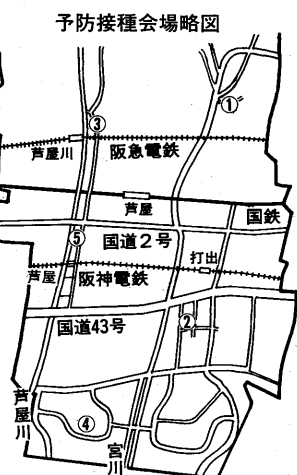 予防接種会場略図
①
③
芦屋川
阪急電鉄
芦屋
国鉄
⑤
国道2号
打出
芦屋
阪神電鉄
国道43号
②
芦屋川
④
宮川